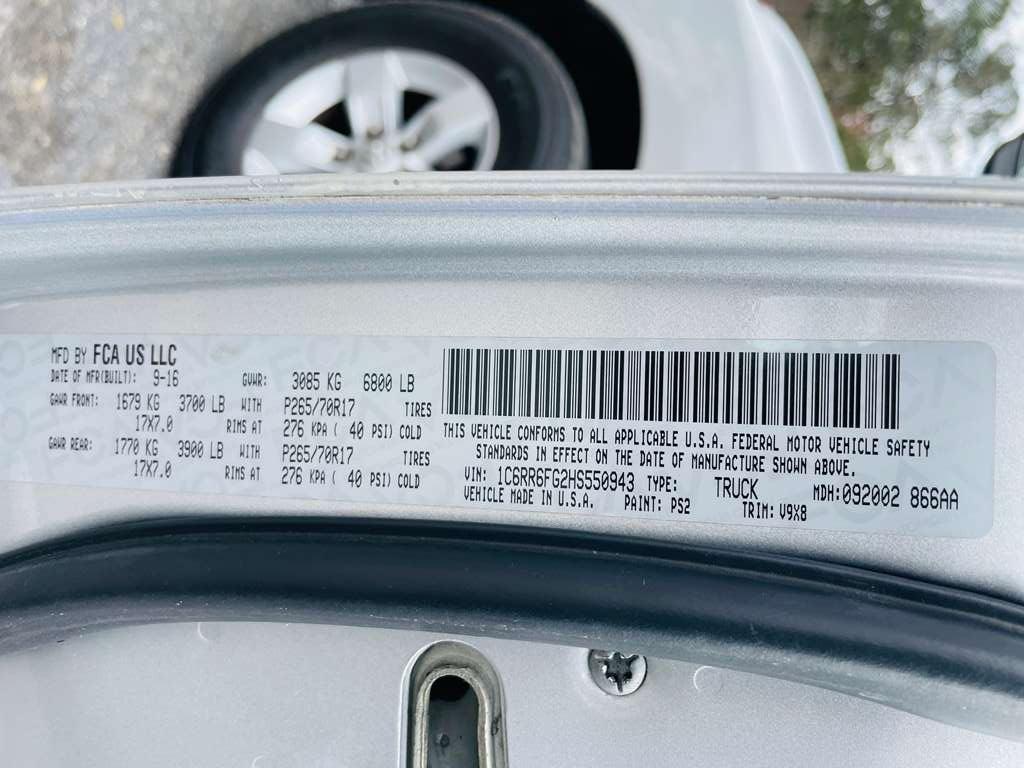 MFD BY FCA US LLC
DATE OF MFR(BUILT): 9-16 GVWR: 3085 KG 6800 LB
GAWR FRONT: 1679 KG 3700 LB WITH P265/70R17 TIRES
17X7.0 RIMS AT 276 KPA ( 40 PSI) COLD
GAWR REAR: 1770 KG 3900 LB WITH P265/70R17 TIRES
17X7.0 RIMS AT 276 KPA ( 40 PSI) COLD
THIS VEHICLE CONFORMS TO ALL APPLICABLE U.S.A. FEDERAL MOTOR VEHICLE SAFETY
STANDARDS IN EFFECT ON THE DATE OF MANUFACTURE SHOWN ABOVE.
VIN: 1C6RR6FG2HS550943 TYPE: TRUCK MDH:092002 866AA
VEHICLE MADE IN U.S.A. PAINT: PS2 TRIM: V9X8